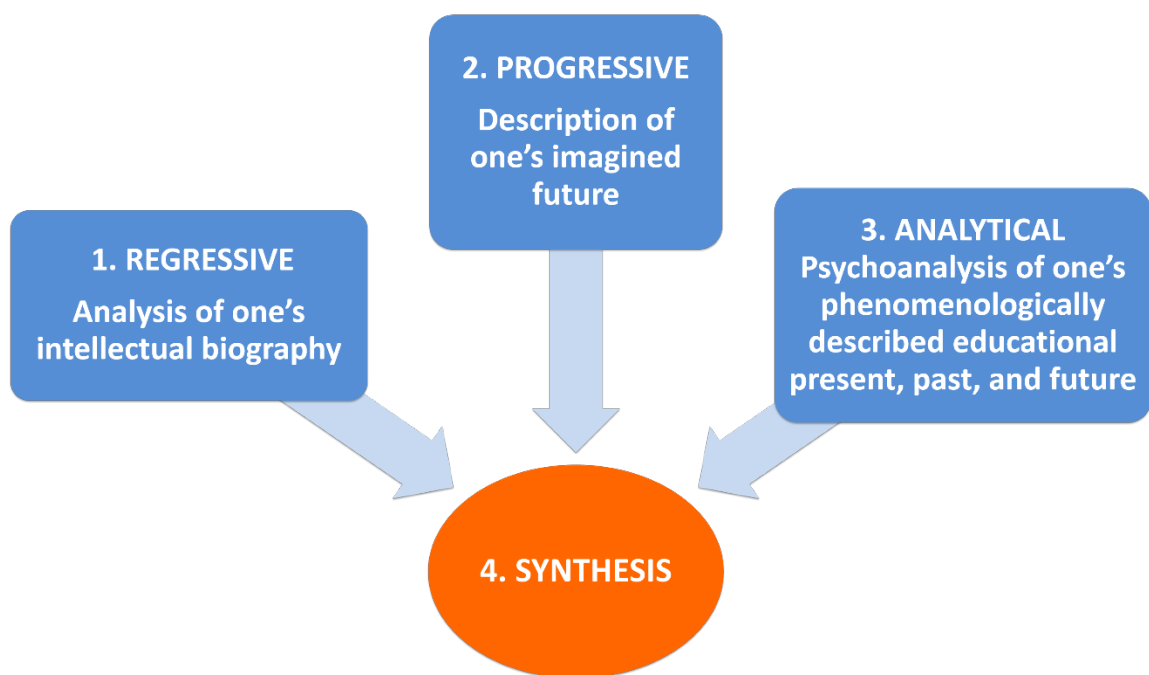 1. REGRESSIVE
Analysis of one’s
intellectual biography
2. PROGRESSIVE
Description of
one’s imagined
future
3. ANALYTICAL
Psychoanalysis of one’s
phenomenologically
described educational
present, past, and future
4. SYNTHESIS